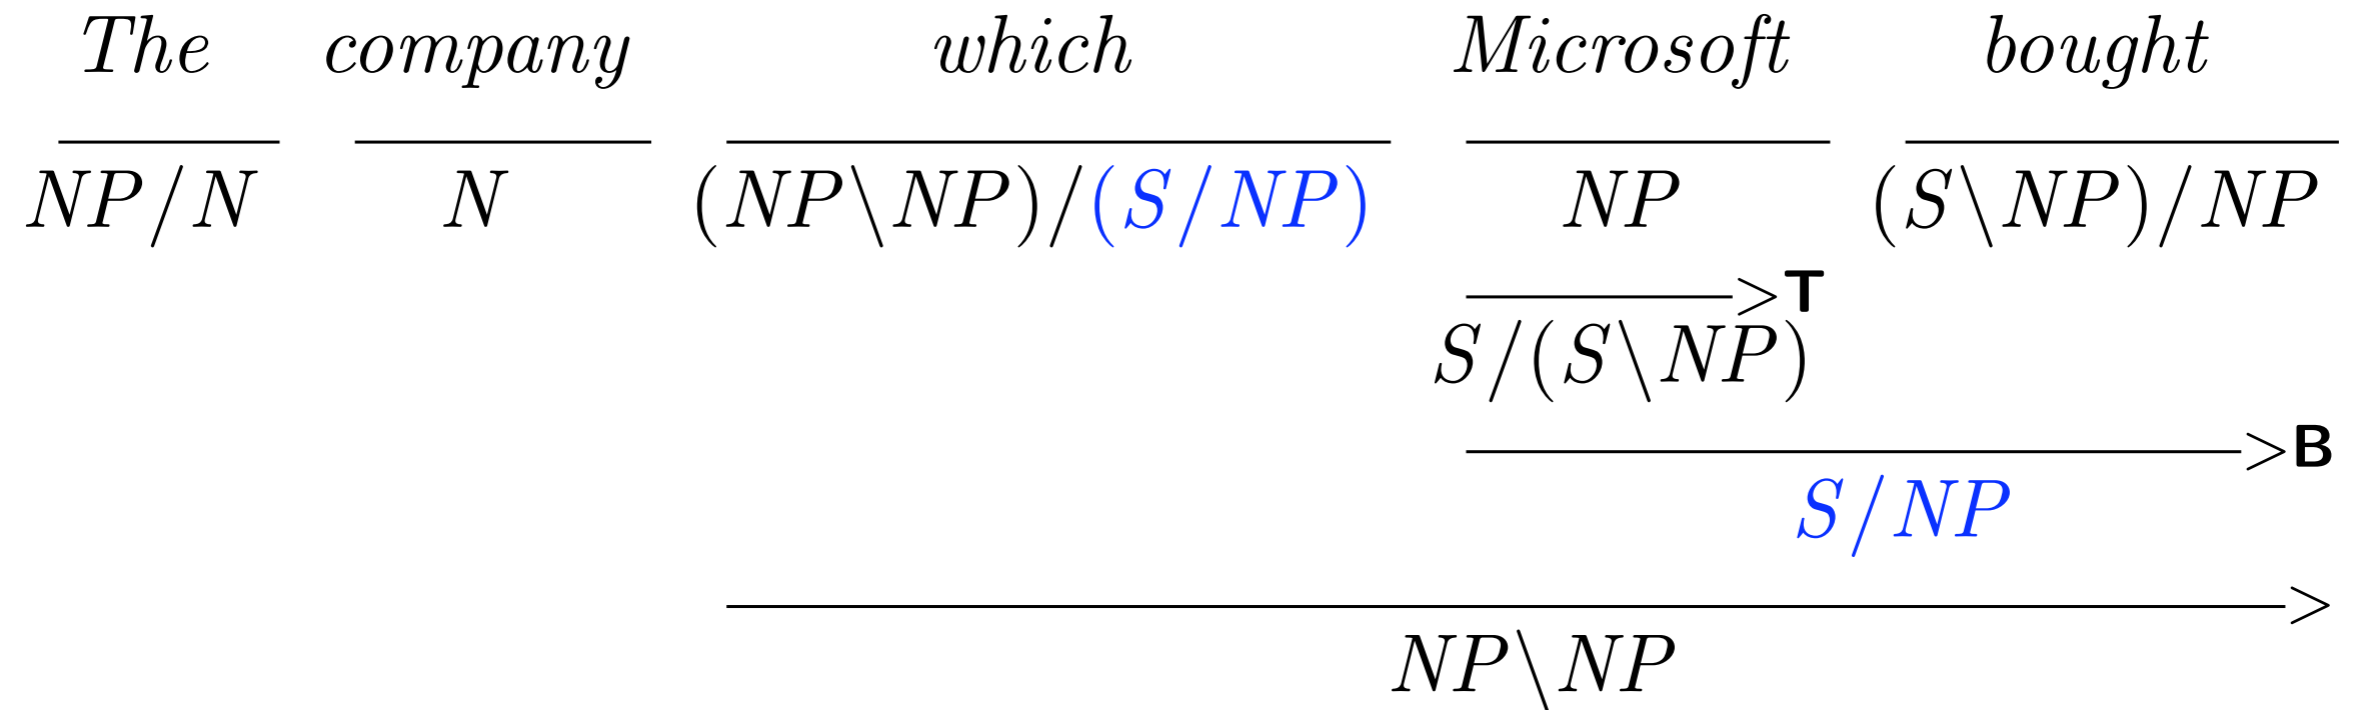 The company which Microsoft bought
NP/N N (NP\NP)/(S/NP) NP (S\NP)/NP
>T
S/(S\NP)
>B
S/NP
>
NP\NP